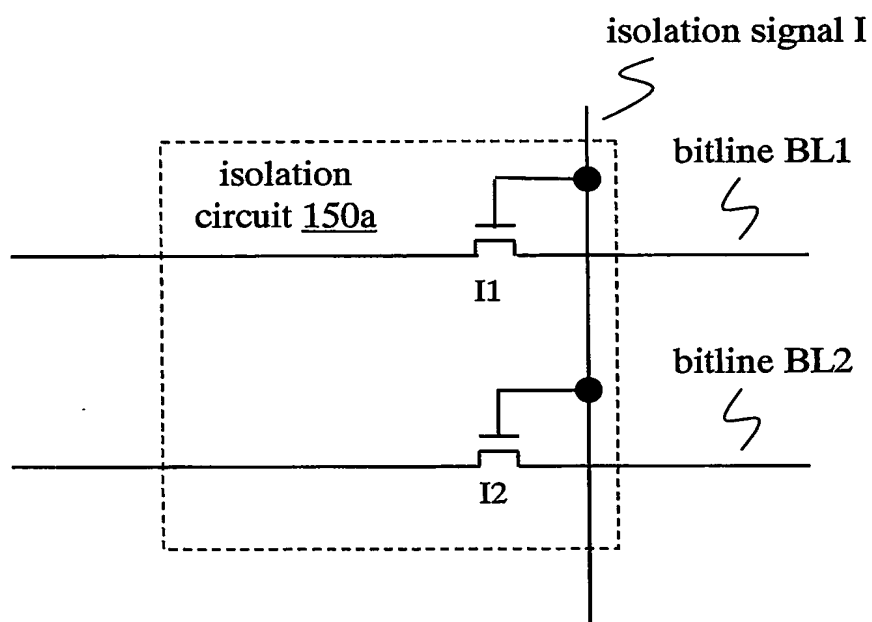 isolation signal I
bitline BL1
isolation
circuit 150a
I1
bitline BL2
I2